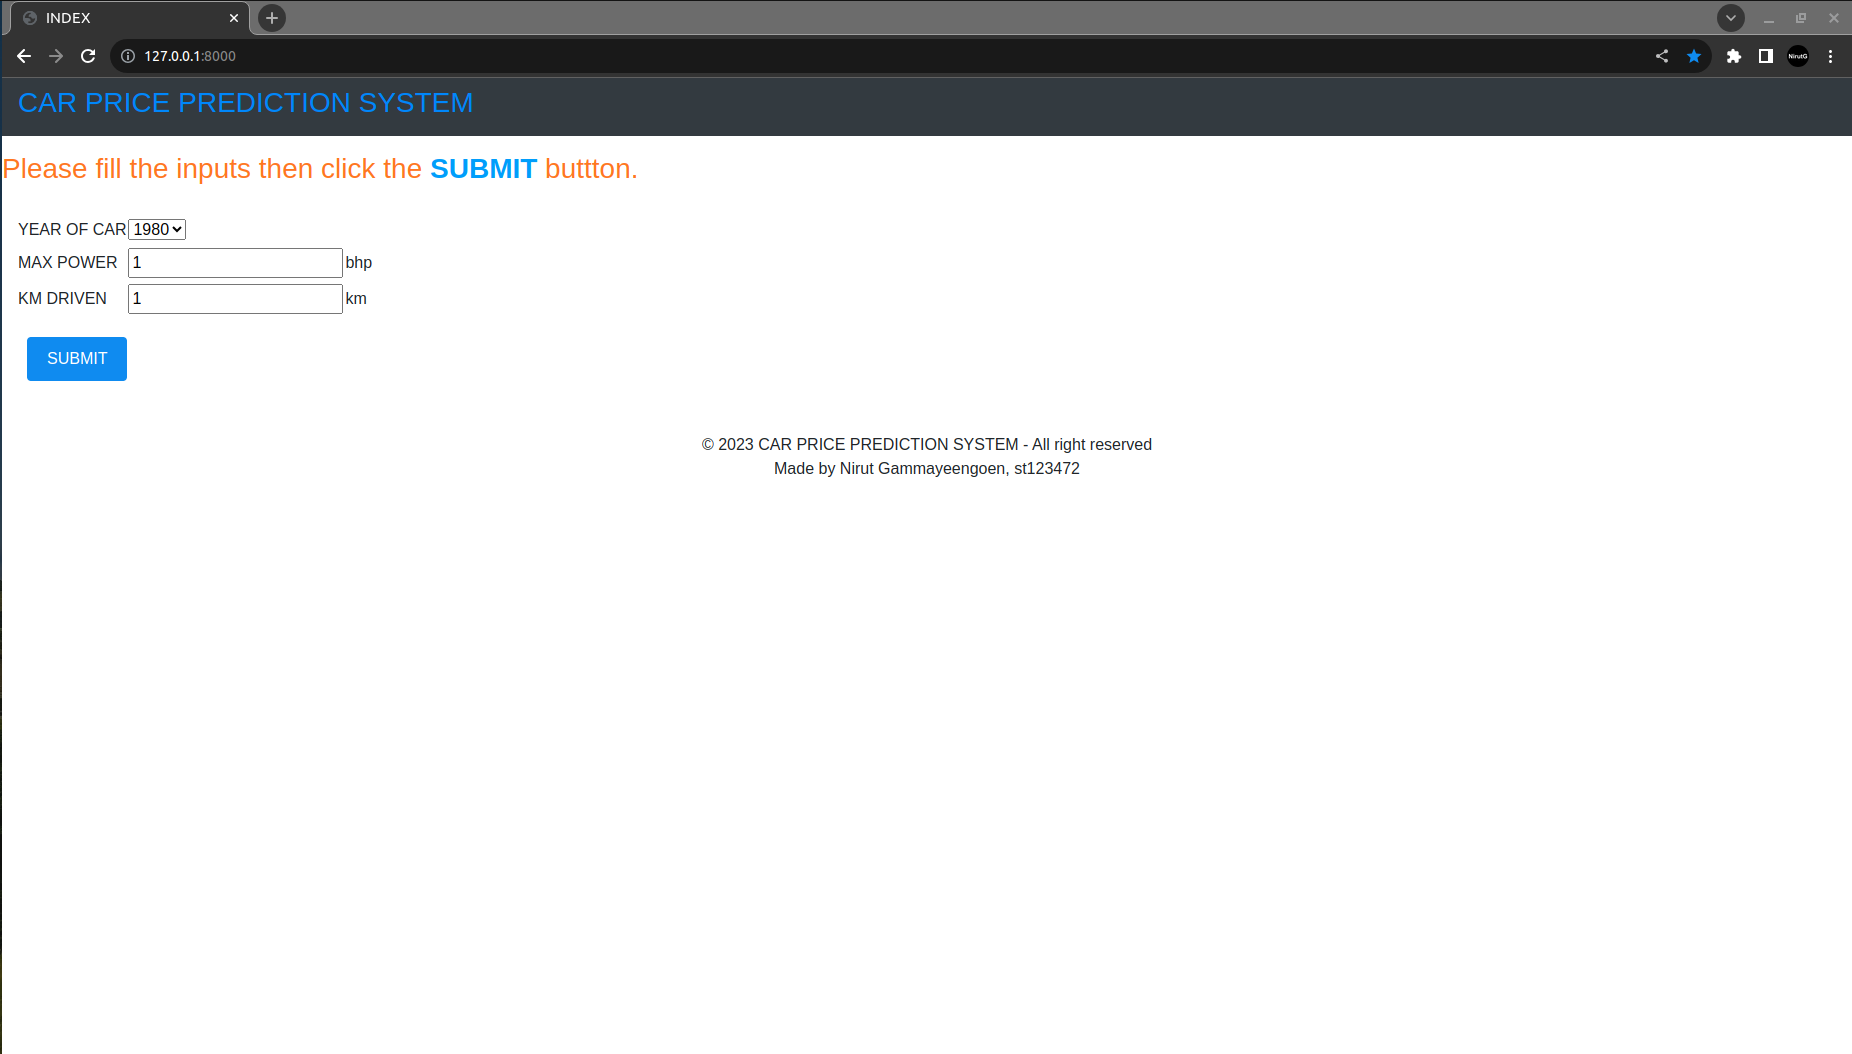 INDEX
127.0.0.1:8000
NirutG
CAR PRICE PREDICTION SYSTEM
Please fill the inputs then click the SUBMIT buttton.
YEAR OF CAR 1980
MAX POWER 1 bhp
KM DRIVEN 1 km
SUBMIT
© 2023 CAR PRICE PREDICTION SYSTEM - All right reserved
Made by Nirut Gammayeengoen, st123472